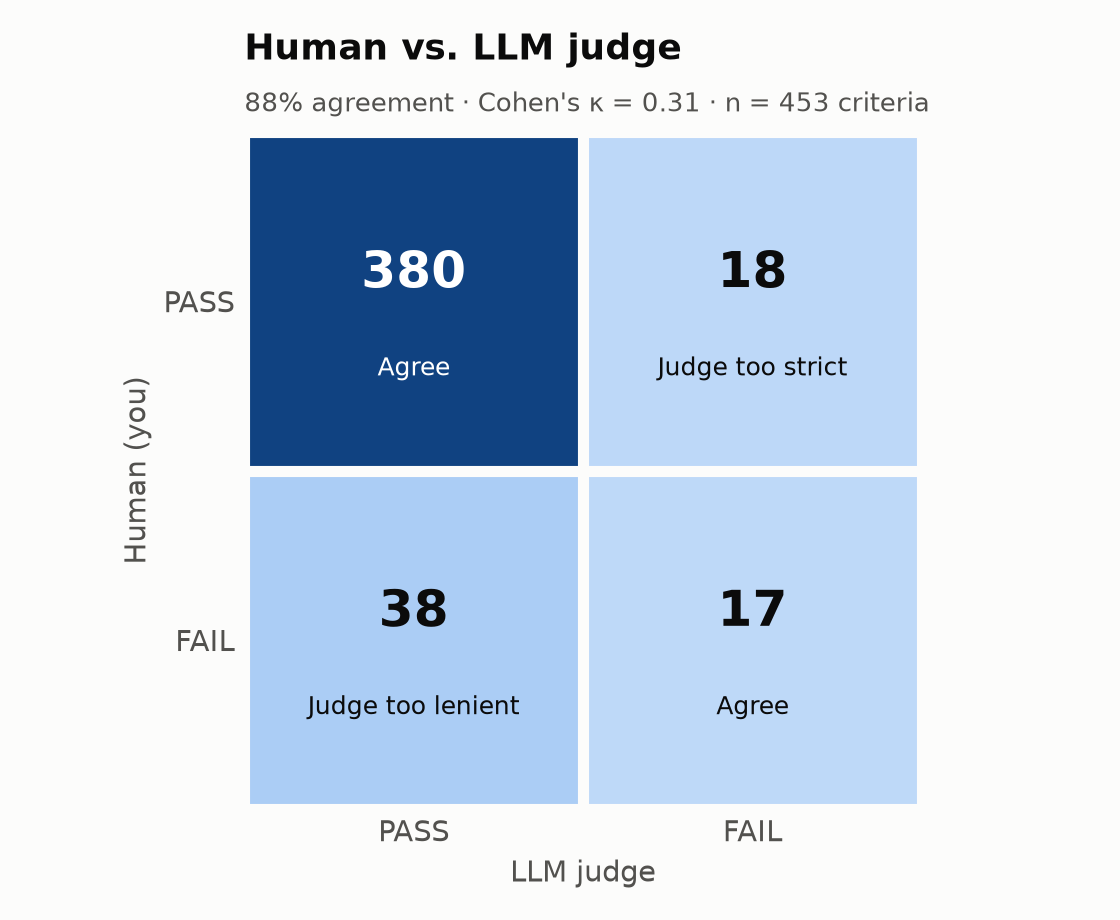 Human vs. LLM judge
88% agreement · Cohen's κ = 0.31 · n = 453 criteria
Human (you)
PASS
380
Agree
18
Judge too strict
FAIL
38
Judge too lenient
17
Agree
PASS
FAIL
LLM judge